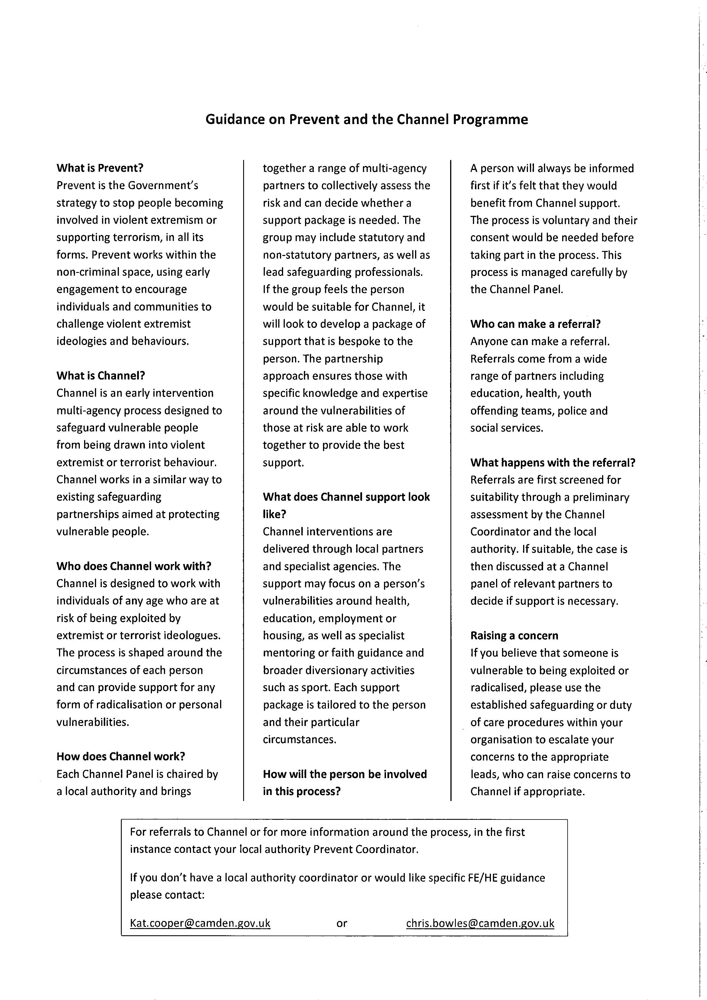 Guidance on Prevent and the Channel Programme
What is Prevent?
Prevent is the Government's
strategy to stop people becoming
involved in violent extremism or
supporting terrorism, in all its
forms. Prevent works within the
non-criminal space, using early
engagement to encourage
individuals and communities to
challenge violent extremist
ideologies and behaviours.
What is Channel?
Channel is an early intervention
multi-agency process designed to
safeguard vulnerable people
from being drawn into violent
extremist or terrorist behaviour.
Channel works in a similar way to
existing safeguarding
partnerships aimed at protecting
vulnerable people.
Who does Channel work with?
Channel is designed to work with
individuals of any age who are at
risk of being exploited by
extremist or terrorist ideologues.
The process is shaped around the
circumstances of each person
and can provide support for any
form of radicalisation or personal
vulnerabilities.
How does Channel work?
Each Channel Panel is chaired by
a local authority and brings
together a range of multi-agency
partners to collectively assess the
risk and can decide whether a
support package is needed. The
group may include statutory and
non-statutory partners, as well as
lead safeguarding professionals.
If the group feels the person
would be suitable for Channel, it
will look to develop a package of
support that is bespoke to the
person. The partnership
approach ensures those with
specific knowledge and expertise
around the vulnerabilities of
those at risk are able to work
together to provide the best
support.
What does Channel support look
like?
Channel interventions are
delivered through local partners
and specialist agencies. The
support may focus on a person's
vulnerabilities around health,
education, employment or
housing, as well as specialist
mentoring or faith guidance and
broader diversionary activities
such as sport. Each support
package is tailored to the person
and their particular
circumstances.
How will the person be involved
in this process?
A person will always be informed
first if it's felt that they would
benefit from Channel support.
The process is voluntary and their
consent would be needed before
taking part in the process. This
process is managed carefully by
the Channel Panel.
Who can make a referral?
Anyone can make a referral.
Referrals come from a wide
range of partners including
education, health, youth
offending teams, police and
social services.
What happens with the referral?
Referrals are first screened for
suitability through a preliminary
assessment by the Channel
Coordinator and the local
authority. If suitable, the case is
then discussed at a Channel
panel of relevant partners to
decide if support is necessary.
Raising a concern
If you believe that someone is
vulnerable to being exploited or
radicalised, please use the
established safeguarding or duty
of care procedures within your
organisation to escalate your
concerns to the appropriate
leads, who can raise concerns to
Channel if appropriate.
For referrals to Channel or for more information around the process, in the first
instance contact your local authority Prevent Coordinator.
If you don't have a local authority coordinator or would like specific FE/HE guidance
please contact:
Kat.cooper@camden.gov.uk or chris.bowles@camden.gov.uk